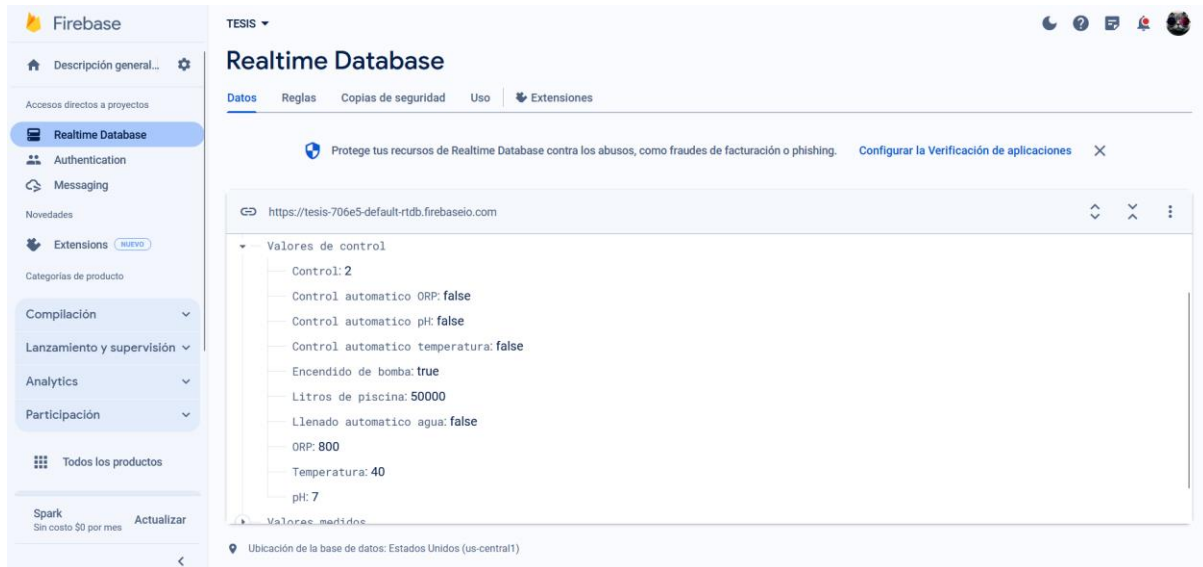 Firebase
Descripción general...
Accesos directos a proyectos
Realtime Database
Authentication
Messaging
Novedades
Extensions NUEVO
Categorías de producto
Compilación
Lanzamiento y supervisión
Analytics
Participación
Todos los productos
Spark
Sin costo $0 por mes
Actualizar
TESIS
Realtime Database
Datos Reglas Copias de seguridad Uso Extensiones
Protege tus recursos de Realtime Database contra los abusos, como fraudes de facturación o phishing. Configurar la Verificación de aplicaciones
https://tesis-706e5-default-rtdb.firebaseio.com
Valores de control
Control: 2
Control automatico ORP: false
Control automatico pH: false
Control automatico temperatura: false
Encendido de bomba: true
Litros de piscina: 50000
Llenado automatico agua: false
ORP: 800
Temperatura: 40
pH: 7
Valores medidos
Ubicación de la base de datos: Estados Unidos (us-central1)